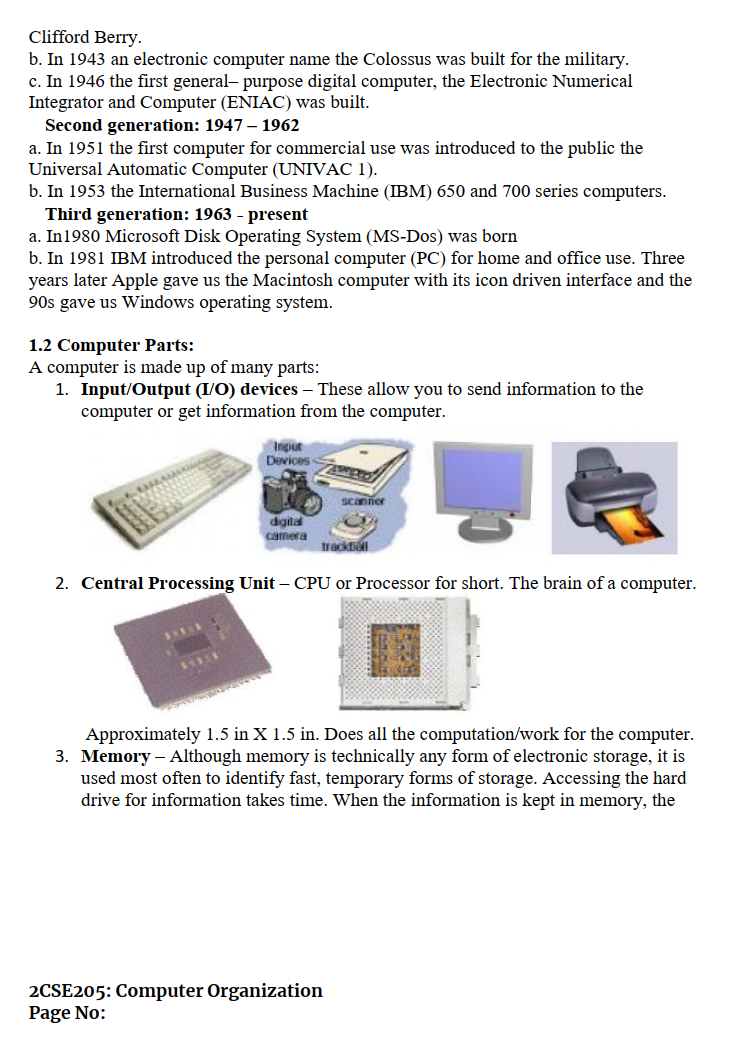 Clifford Berry.
b. In 1943 an electronic computer name the Colossus was built for the military.
c. In 1946 the first general– purpose digital computer, the Electronic Numerical
Integrator and Computer (ENIAC) was built.
Second generation: 1947 – 1962
a. In 1951 the first computer for commercial use was introduced to the public the
Universal Automatic Computer (UNIVAC 1).
b. In 1953 the International Business Machine (IBM) 650 and 700 series computers.
Third generation: 1963 - present
a. In1980 Microsoft Disk Operating System (MS-Dos) was born
b. In 1981 IBM introduced the personal computer (PC) for home and office use. Three
years later Apple gave us the Macintosh computer with its icon driven interface and the
90s gave us Windows operating system.
1.2 Computer Parts:
A computer is made up of many parts:
1. Input/Output (I/O) devices – These allow you to send information to the
computer or get information from the computer.
Input
Devices
scanner
digital
camera
trackball
2. Central Processing Unit – CPU or Processor for short. The brain of a computer.
Approximately 1.5 in X 1.5 in. Does all the computation/work for the computer.
3. Memory – Although memory is technically any form of electronic storage, it is
used most often to identify fast, temporary forms of storage. Accessing the hard
drive for information takes time. When the information is kept in memory, the
2CSE205: Computer Organization
Page No: